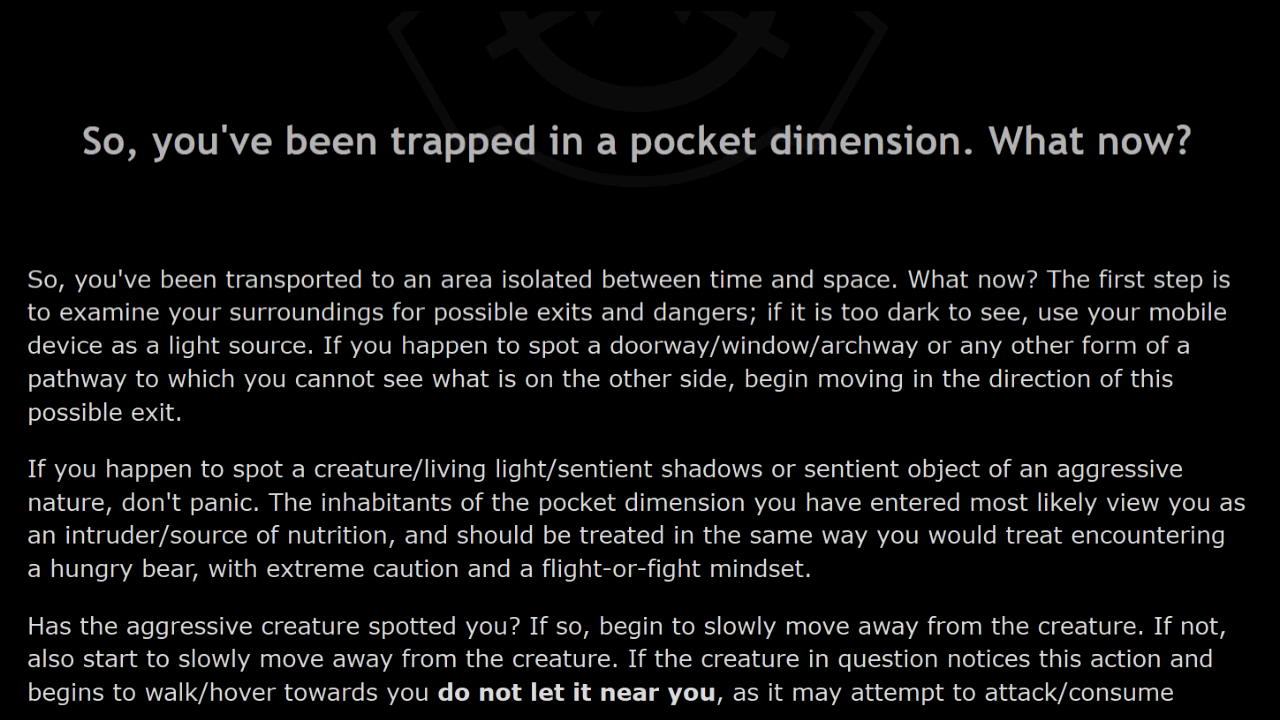 So, you've been trapped in a pocket dimension. What now?
So, you've been transported to an area isolated between time and space. What now? The first step is
to examine your surroundings for possible exits and dangers; if it is too dark to see, use your mobile
device as a light source. If you happen to spot a doorway/window/archway or any other form of a
pathway to which you cannot see what is on the other side, begin moving in the direction of this
possible exit.
If you happen to spot a creature/living light/sentient shadows or sentient object of an aggressive
nature, don't panic. The inhabitants of the pocket dimension you have entered most likely view you as
an intruder/source of nutrition, and should be treated in the same way you would treat encountering
a hungry bear, with extreme caution and a flight-or-fight mindset.
Has the aggressive creature spotted you? If so, begin to slowly move away from the creature. If not,
also start to slowly move away from the creature. If the creature in question notices this action and
begins to walk/hover towards you do not let it near you, as it may attempt to attack/consume